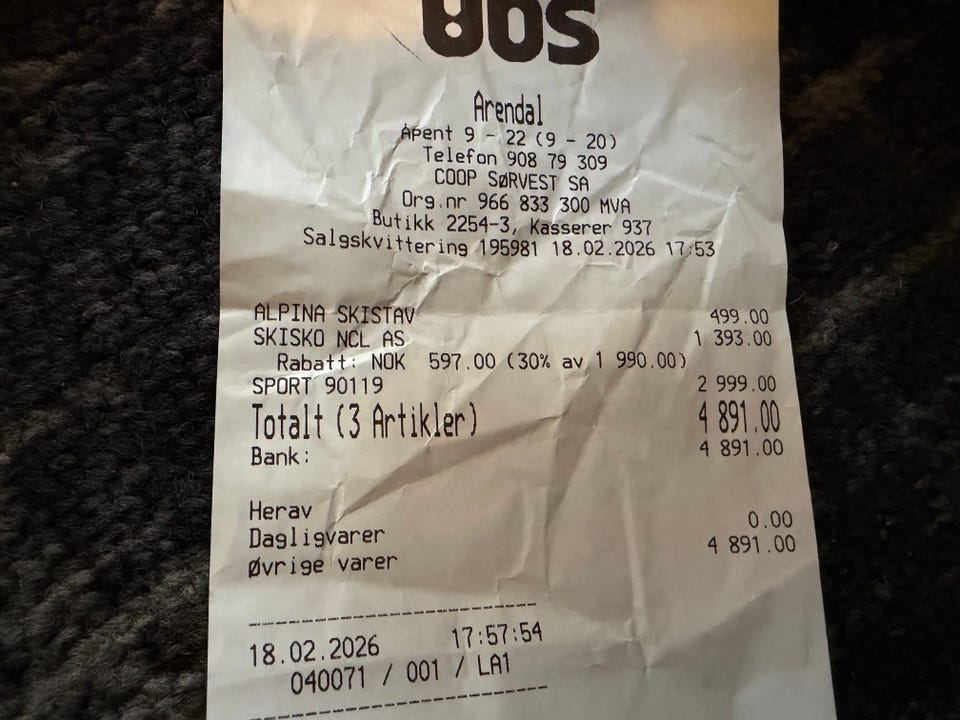 Obs
Arendal
Åpent 9 - 22 (9 - 20)
Telefon 908 79 309
COOP SØRVEST SA
Org.nr 966 833 300 MVA
Butikk 2254-3, Kasserer 937
Salgskvittering 195981 18.02.2026 17:53
ALPINA SKISTAV 499.00
SKISKO NCL AS 1 393.00
Rabatt: NOK 597.00 (30% av 1 990.00)
SPORT 90119 2 999.00
Totalt (3 Artikler) 4 891.00
Bank: 4 891.00
Herav
Dagligvarer 0.00
Øvrige varer 4 891.00
18.02.2026 17:57:54
040071 / 001 / LA1